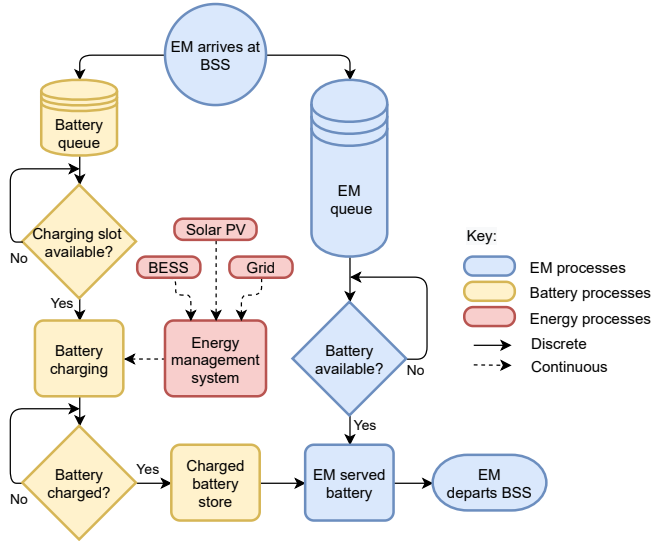 EM arrives at
BSS
Battery
queue
EM
queue
Charging slot
available?
No
Yes
Solar PV
BESS
Grid
Key:
EM processes
Battery processes
Energy processes
Discrete
Continuous
Battery
charging
Energy
management
system
Battery
available?
No
Yes
Battery
charged?
No
Yes
Charged
battery
store
EM served
battery
EM
departs BSS